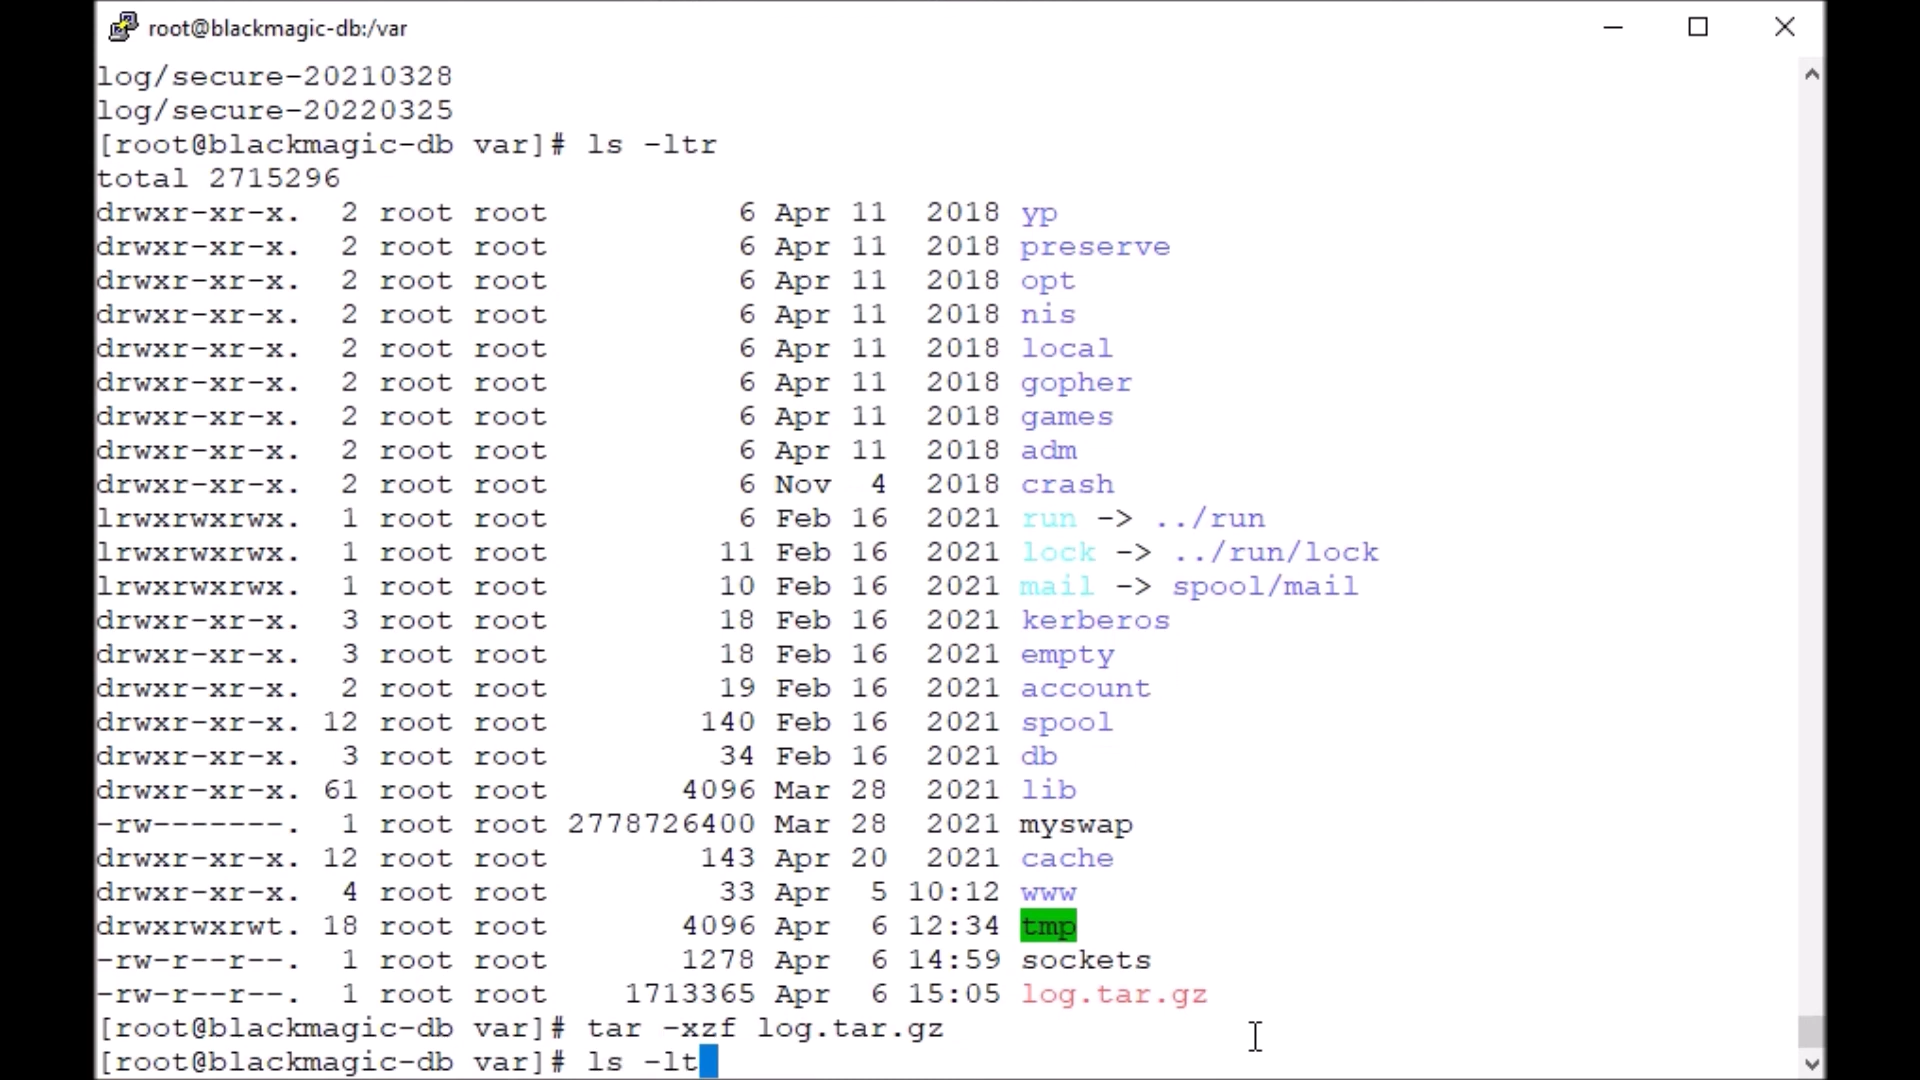 root@blackmagic-db:/var
log/secure-20210328
log/secure-20220325
[root@blackmagic-db var]# ls -ltr
total 2715296
drwxr-xr-x.  2 root root          6 Apr 11  2018 yp
drwxr-xr-x.  2 root root          6 Apr 11  2018 preserve
drwxr-xr-x.  2 root root          6 Apr 11  2018 opt
drwxr-xr-x.  2 root root          6 Apr 11  2018 nis
drwxr-xr-x.  2 root root          6 Apr 11  2018 local
drwxr-xr-x.  2 root root          6 Apr 11  2018 gopher
drwxr-xr-x.  2 root root          6 Apr 11  2018 games
drwxr-xr-x.  2 root root          6 Apr 11  2018 adm
drwxr-xr-x.  2 root root          6 Nov  4  2018 crash
lrwxrwxrwx.  1 root root          6 Feb 16  2021 run -> ../run
lrwxrwxrwx.  1 root root         11 Feb 16  2021 lock -> ../run/lock
lrwxrwxrwx.  1 root root         10 Feb 16  2021 mail -> spool/mail
drwxr-xr-x.  3 root root         18 Feb 16  2021 kerberos
drwxr-xr-x.  3 root root         18 Feb 16  2021 empty
drwxr-xr-x.  2 root root         19 Feb 16  2021 account
drwxr-xr-x. 12 root root        140 Feb 16  2021 spool
drwxr-xr-x.  3 root root         34 Feb 16  2021 db
drwxr-xr-x. 61 root root       4096 Mar 28  2021 lib
-rw-------.  1 root root 2778726400 Mar 28  2021 myswap
drwxr-xr-x. 12 root root        143 Apr 20  2021 cache
drwxr-xr-x.  4 root root         33 Apr  5 10:12 www
drwxrwxrwt. 18 root root       4096 Apr  6 12:34 tmp
-rw-r--r--.  1 root root       1278 Apr  6 14:59 sockets
-rw-r--r--.  1 root root    1713365 Apr  6 15:05 log.tar.gz
[root@blackmagic-db var]# tar -xzf log.tar.gz
[root@blackmagic-db var]# ls -lt